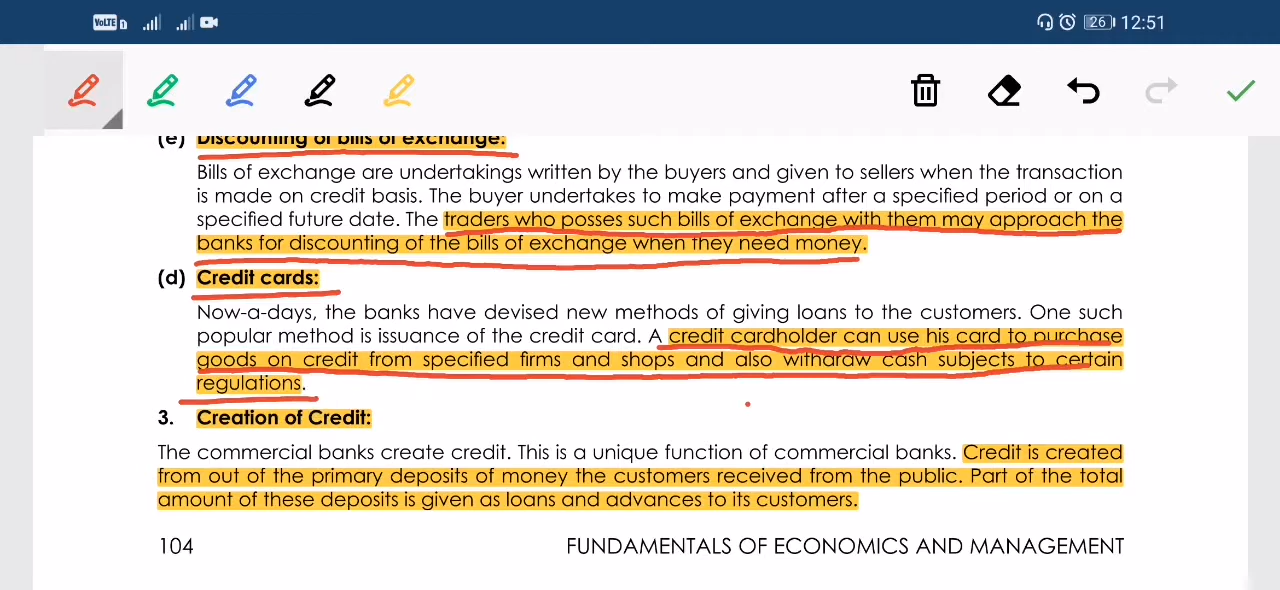 VoLTE 1 26 12:51
(e) Discounting of bills of exchange:
Bills of exchange are undertakings written by the buyers and given to sellers when the transaction
is made on credit basis. The buyer undertakes to make payment after a specified period or on a
specified future date. The traders who posses such bills of exchange with them may approach the
banks for discounting of the bills of exchange when they need money.
(d) Credit cards:
Now-a-days, the banks have devised new methods of giving loans to the customers. One such
popular method is issuance of the credit card. A credit cardholder can use his card to purchase
goods on credit from specified firms and shops and also withdraw cash subjects to certain
regulations.
3. Creation of Credit:
The commercial banks create credit. This is a unique function of commercial banks. Credit is created
from out of the primary deposits of money the customers received from the public. Part of the total
amount of these deposits is given as loans and advances to its customers.
104 FUNDAMENTALS OF ECONOMICS AND MANAGEMENT